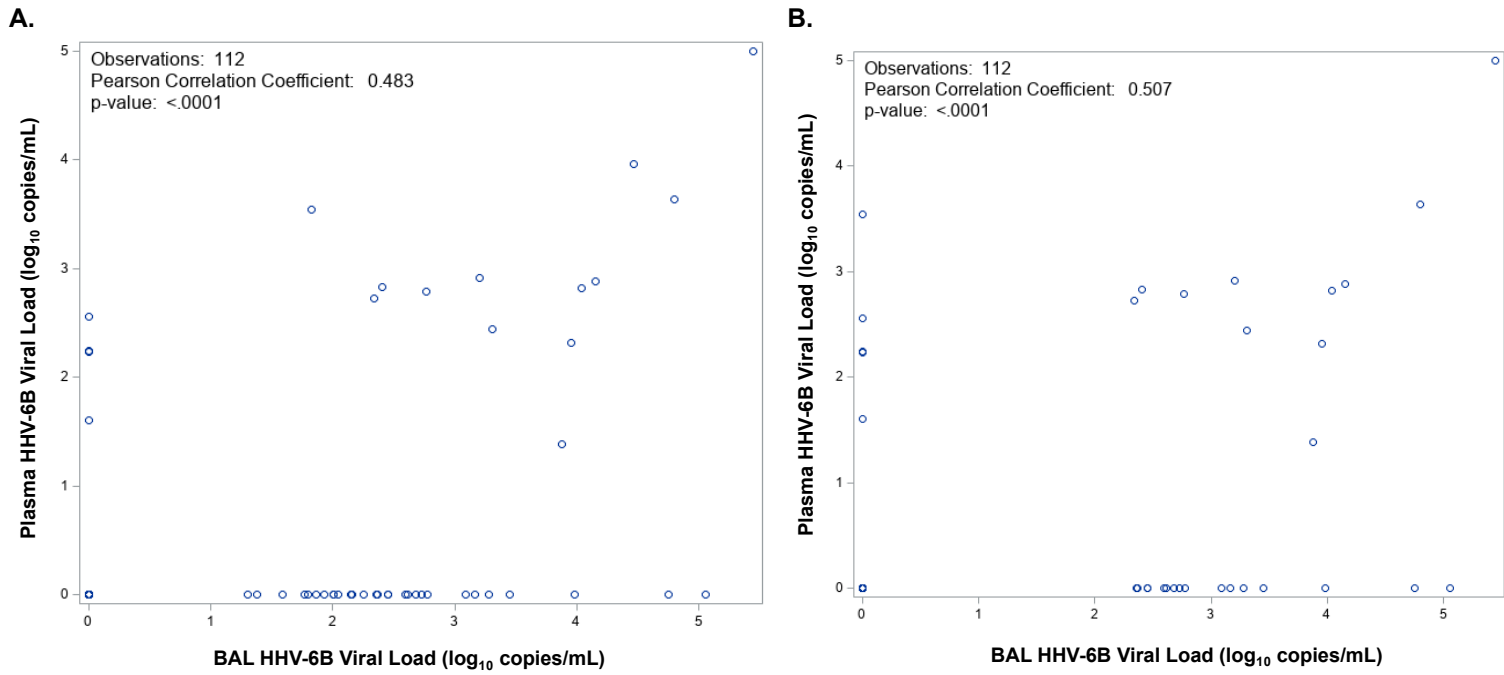 A.
Observations: 112
Pearson Correlation Coefficient: 0.483
p-value: <.0001
Plasma HHV-6B Viral Load (log10 copies/mL)
5
4
3
2
1
0
0 1 2 3 4 5
BAL HHV-6B Viral Load (log10 copies/mL)
B.
Observations: 112
Pearson Correlation Coefficient: 0.507
p-value: <.0001
Plasma HHV-6B Viral Load (log10 copies/mL)
5
4
3
2
1
0
0 1 2 3 4 5
BAL HHV-6B Viral Load (log10 copies/mL)